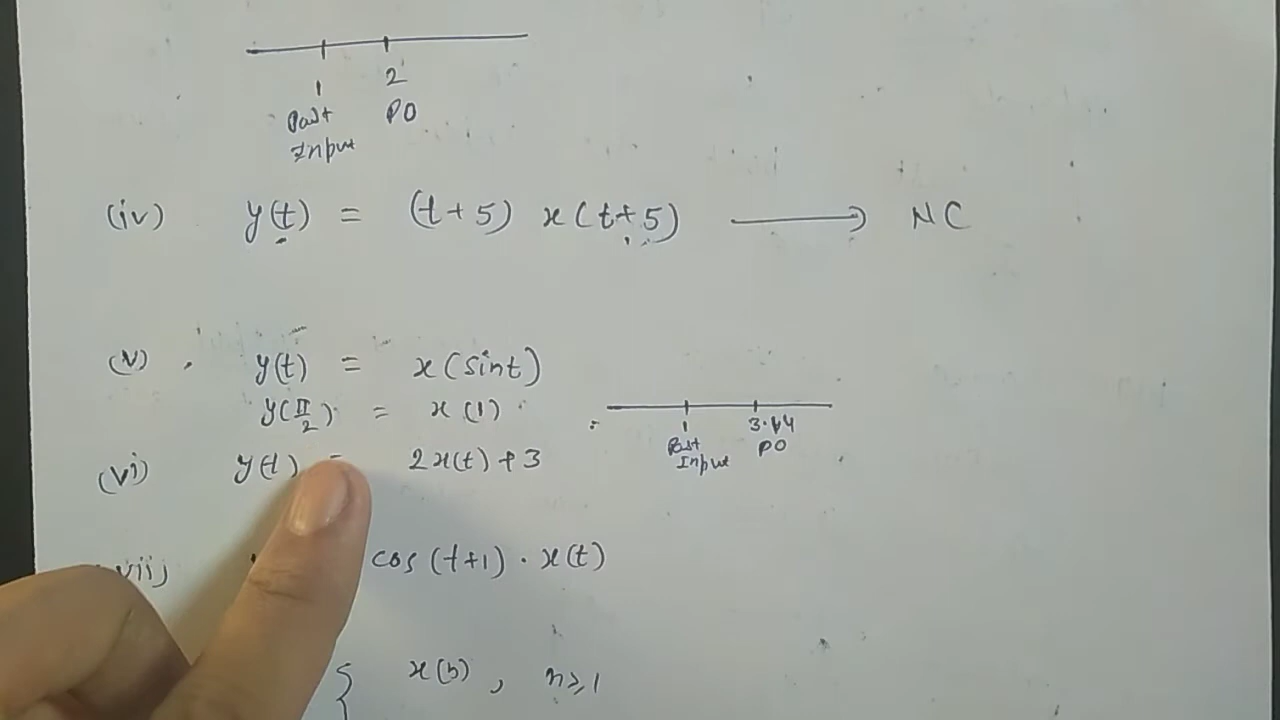 1 2
Past PO
Input
(iv) y(t) = (t+5) x(t+5) → NC
(v) y(t) = x(sint)
y(π/2) = x(1)
1 3.14
Past PO
Input
(vi) y(t) = 2x(t)+3
vii) cos(t+1)·x(t)
{ x(n), n≥1